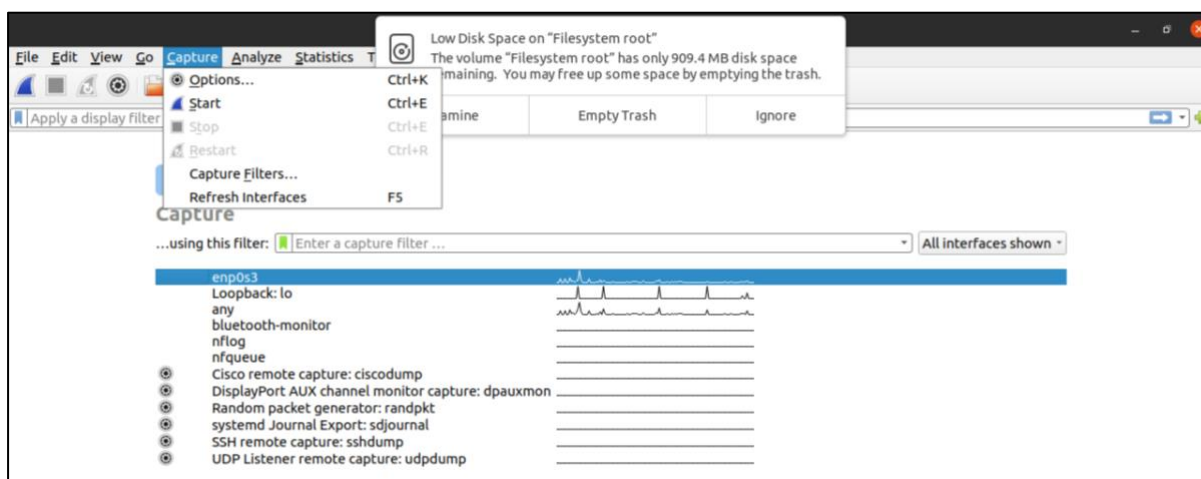 Low Disk Space on "Filesystem root"
The volume "Filesystem root" has only 909.4 MB disk space
remaining. You may free up some space by emptying the trash.
Empty Trash Ignore
File Edit View Go Capture Analyze Statistics
Options... Ctrl+K
Start Ctrl+E
Stop Ctrl+E
Restart Ctrl+R
Capture Filters...
Refresh Interfaces F5
Apply a display filter
Capture
...using this filter: Enter a capture filter ... All interfaces shown
enp0s3
Loopback: lo
any
bluetooth-monitor
nflog
nfqueue
Cisco remote capture: ciscodump
DisplayPort AUX channel monitor capture: dpauxmon
Random packet generator: randpkt
systemd Journal Export: sdjournal
SSH remote capture: sshdump
UDP Listener remote capture: udpdump